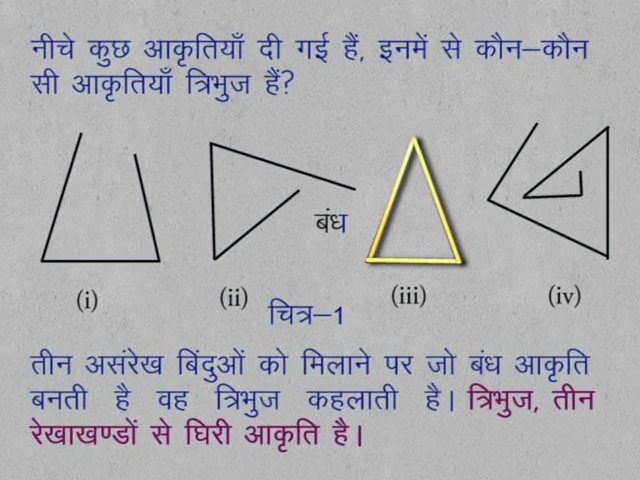 नीचे कुछ आकृतियाँ दी गई हैं, इनमें से कौन–कौन
सी आकृतियाँ त्रिभुज हैं?
बंध
(i)
(ii)
(iii)
(iv)
चित्र–1
तीन असंरेख बिंदुओं को मिलाने पर जो बंध आकृति
बनती है वह त्रिभुज कहलाती है। त्रिभुज, तीन
रेखाखण्डों से घिरी आकृति है।